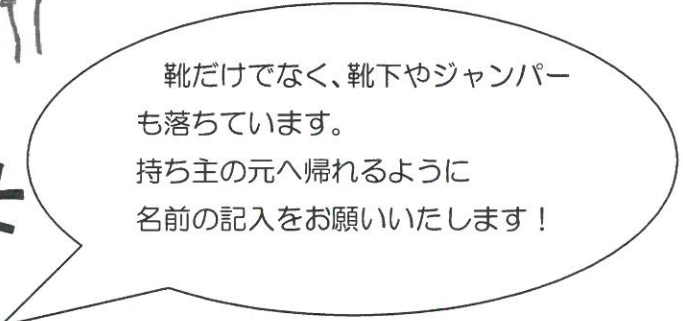 靴だけでなく、靴下やジャンパー
も落ちています。
持ち主の元へ帰れるように
名前の記入をお願いいたします！